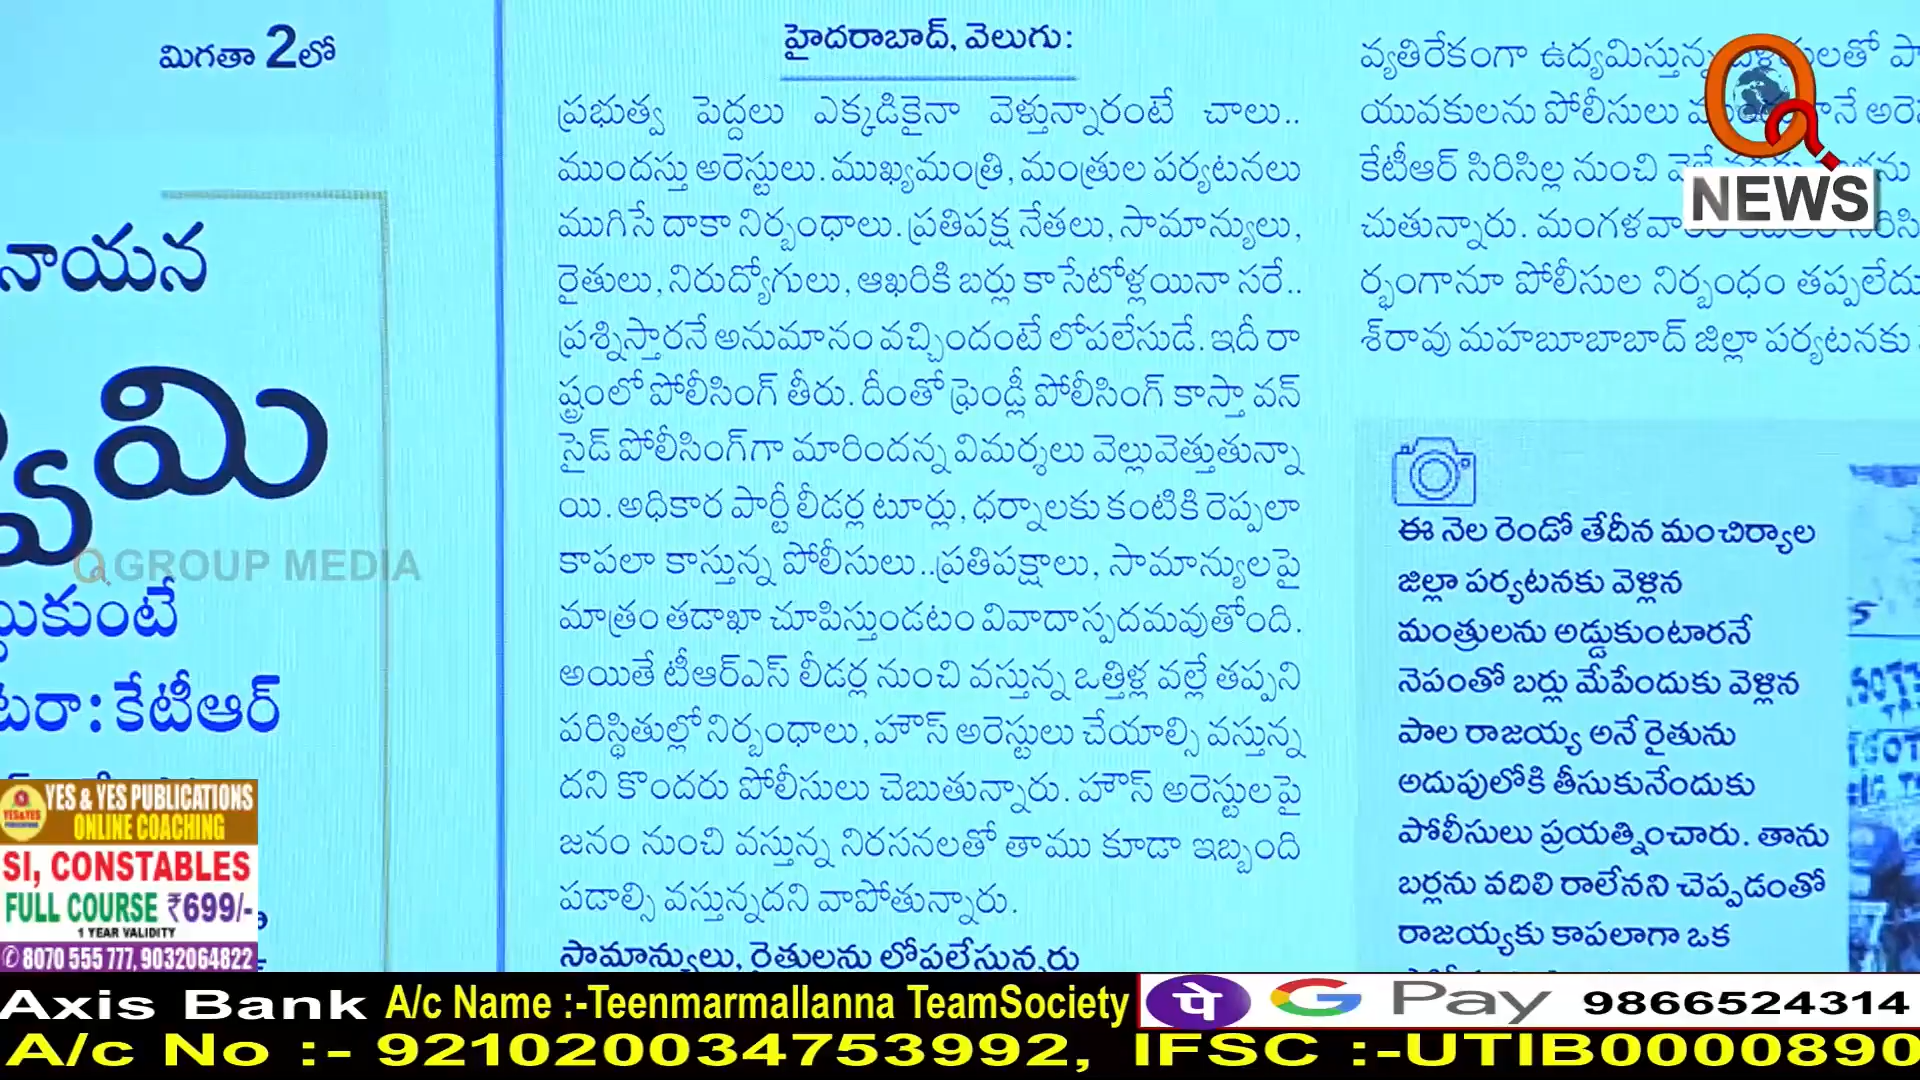 మిగతా 2లో
నాయన
మి
కుంటే
టరా: కేటీఆర్
హైదరాబాద్, వెలుగు:
ప్రభుత్వ పెద్దలు ఎక్కడికైనా వెళ్తున్నారంటే చాలు..
ముందస్తు అరెస్టులు. ముఖ్యమంత్రి, మంత్రుల పర్యటనలు
ముగిసే దాకా నిర్బంధాలు. ప్రతిపక్ష నేతలు, సామాన్యులు,
రైతులు, నిరుద్యోగులు, ఆఖరికి బర్లు కాసేటోళ్లయినా సరే..
ప్రశ్నిస్తారనే అనుమానం వచ్చిందంటే లోపలేసుడే. ఇదీ రా
ష్ట్రంలో పోలీసింగ్ తీరు. దీంతో ఫ్రెండ్లీ పోలీసింగ్ కాస్తా వన్
సైడ్ పోలీసింగ్‌గా మారిందన్న విమర్శలు వెల్లువెత్తుతున్నా
యి. అధికార పార్టీ లీడర్ల టూర్లు, ధర్నాలకు కంటికి రెప్పలా
కాపలా కాస్తున్న పోలీసులు..ప్రతిపక్షాలు, సామాన్యులపై
మాత్రం తడాఖా చూపిస్తుండటం వివాదాస్పదమవుతోంది.
అయితే టీఆర్ఎస్ లీడర్ల నుంచి వస్తున్న ఒత్తిళ్ల వల్లే తప్పని
పరిస్థితుల్లో నిర్బంధాలు, హౌస్ అరెస్టులు చేయాల్సి వస్తున్న
దని కొందరు పోలీసులు చెబుతున్నారు. హౌస్ అరెస్టులపై
జనం నుంచి వస్తున్న నిరసనలతో తాము కూడా ఇబ్బంది
పడాల్సి వస్తున్నదని వాపోతున్నారు.
సామాన్యులు, రైతులను లోపలేసున్నరు
వ్యతిరేకంగా ఉద్యమిస్తున్న
యువకులను పోలీసులు
కేటీఆర్ సిరిసిల్ల నుంచి
చుతున్నారు.
ర్భంగానూ పోలీసుల నిర్బంధం తప్పలేదు
శ్‌రావు మహబూబాబాద్ జిల్లా పర్యటనకు
ఈ నెల రెండో తేదీన మంచిర్యాల
జిల్లా పర్యటనకు వెళ్లిన
మంత్రులను అడ్డుకుంటారనే
నెపంతో బర్లు మేపేందుకు వెళ్లిన
పాల రాజయ్య అనే రైతును
అదుపులోకి తీసుకునేందుకు
పోలీసులు ప్రయత్నించారు. తాను
బర్లను వదిలి రాలేనని చెప్పడంతో
రాజయ్యకు కాపలాగా ఒక
Q NEWS
Q GROUP MEDIA
YES & YES PUBLICATIONS
ONLINE COACHING
SI, CONSTABLES
FULL COURSE ₹699/-
1 YEAR VALIDITY
8070 555 777, 9032064822
Axis Bank A/c Name :-Teenmarmallanna TeamSociety
पे G Pay 9866524314
A/c No :- 921020034753992, IFSC :-UTIB0000890